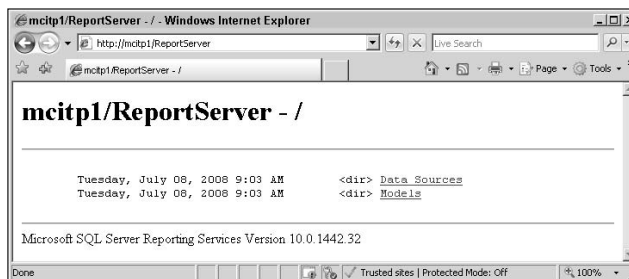 mcitp1/ReportServer - / - Windows Internet Explorer
http://mcitp1/ReportServer
Live Search
mcitp1/ReportServer - /
Page
Tools
mcitp1/ReportServer - /
Tuesday, July 08, 2008 9:03 AM <dir> Data Sources
Tuesday, July 08, 2008 9:03 AM <dir> Models
Microsoft SQL Server Reporting Services Version 10.0.1442.32
Done
Trusted sites | Protected Mode: Off
100%